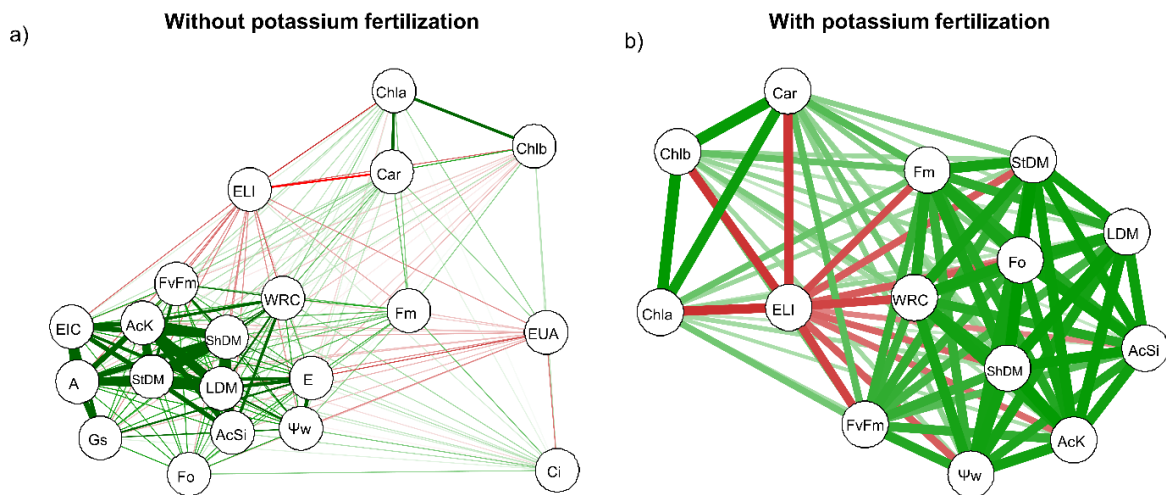 Without potassium fertilization
With potassium fertilization
a)
b)
Chla
Chlb
Car
ELI
FvFm
WRC
Fm
EIC
AcK
ShDM
EUA
A
StDM
LDM
E
Gs
AcSi
Ψw
Fo
Ci
Car
Chlb
Fm
StDM
LDM
Fo
WRC
Chla
ELI
AcSi
ShDM
FvFm
AcK
Ψw